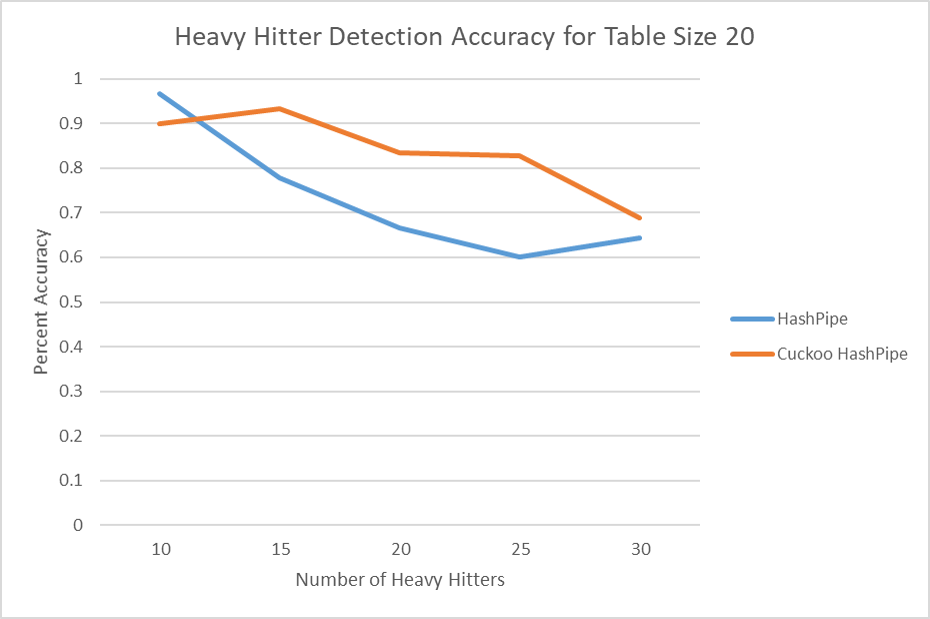 Heavy Hitter Detection Accuracy for Table Size 20
1
0.9
0.8
0.7
0.6
0.5
0.4
0.3
0.2
0.1
0
Percent Accuracy
10 15 20 25 30
Number of Heavy Hitters
HashPipe
Cuckoo HashPipe